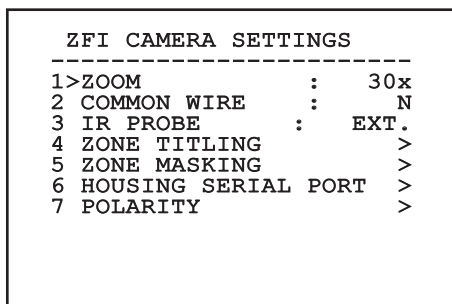 ZFI CAMERA SETTINGS
-------------------------
1>ZOOM : 30x
2 COMMON WIRE : N
3 IR PROBE : EXT.
4 ZONE TITLING >
5 ZONE MASKING >
6 HOUSING SERIAL PORT >
7 POLARITY >